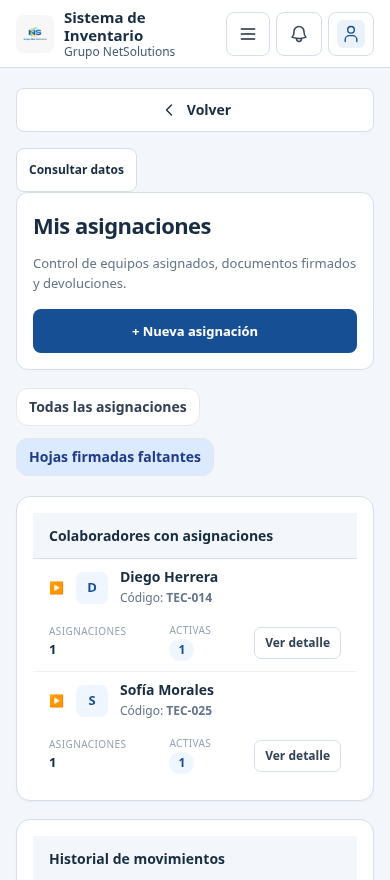 Sistema de
Inventario
Grupo NetSolutions
Volver
Consultar datos
Mis asignaciones
Control de equipos asignados, documentos firmados
y devoluciones.
+ Nueva asignación
Todas las asignaciones
Hojas firmadas faltantes
Colaboradores con asignaciones
D
Diego Herrera
Código: TEC-014
ASIGNACIONES
1
ACTIVAS
1
Ver detalle
S
Sofía Morales
Código: TEC-025
ASIGNACIONES
1
ACTIVAS
1
Ver detalle
Historial de movimientos